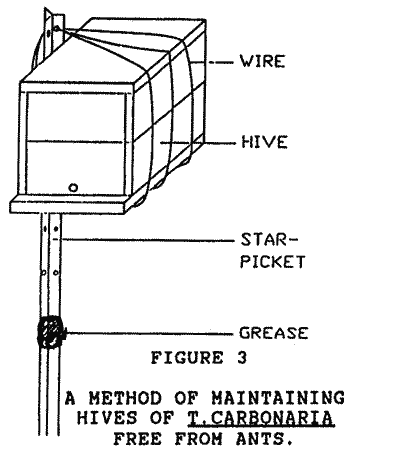 WIRE
HIVE
STAR-
PICKET
GREASE
FIGURE 3
A METHOD OF MAINTAINING
HIVES OF T.CARBONARIA
FREE FROM ANTS.